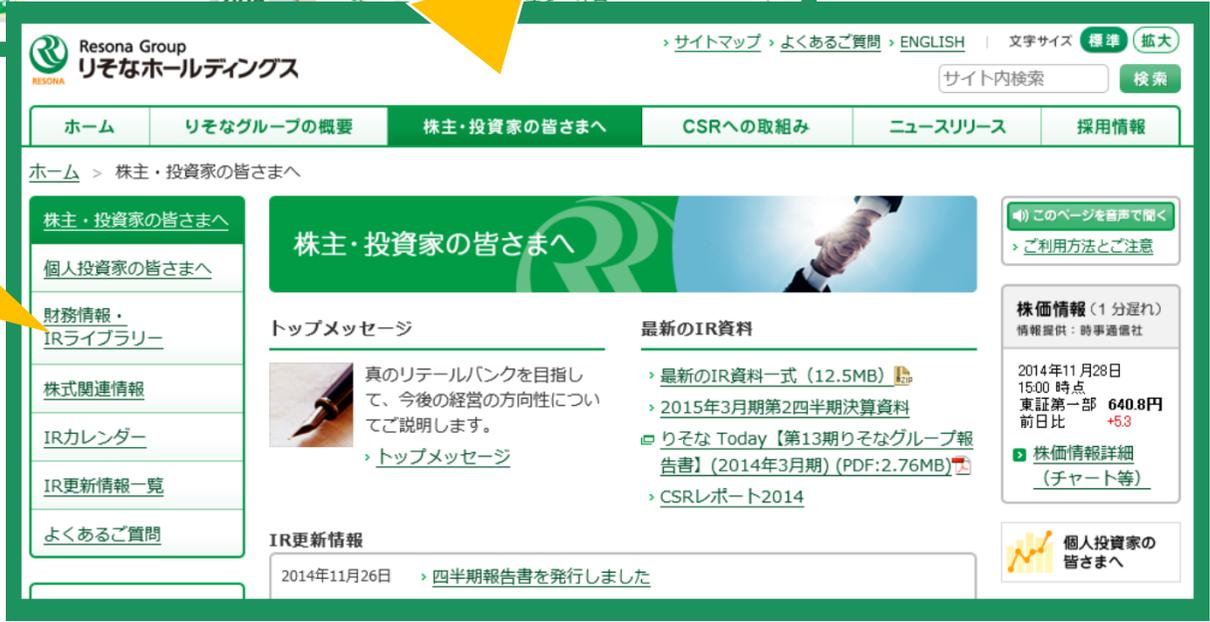 Resona Group
りそなホールディングス
RESONA
サイトマップ
よくあるご質問
ENGLISH
文字サイズ 標準 拡大
サイト内検索 検索
ホーム
りそなグループの概要
株主・投資家の皆さまへ
CSRへの取組み
ニュースリリース
採用情報
ホーム > 株主・投資家の皆さまへ
株主・投資家の皆さまへ
個人投資家の皆さまへ
財務情報・
IRライブラリー
株式関連情報
IRカレンダー
IR更新情報一覧
よくあるご質問
株主・投資家の皆さまへ
トップメッセージ
真のリテールバンクを目指し
て、今後の経営の方向性につい
てご説明します。
トップメッセージ
最新のIR資料
最新のIR資料一式（12.5MB）
ZIP
2015年3月期第2四半期決算資料
りそな Today【第13期りそなグループ報
告書】(2014年3月期) (PDF:2.76MB)
CSRレポート2014
IR更新情報
2014年11月26日 四半期報告書を発行しました
このページを音声で聞く
ご利用方法とご注意
株価情報（1 分遅れ）
情報提供：時事通信社
2014年11月28日
15:00 時点
東証第一部 640.8円
前日比 +5.3
株価情報詳細
（チャート等）
個人投資家の
皆さまへ